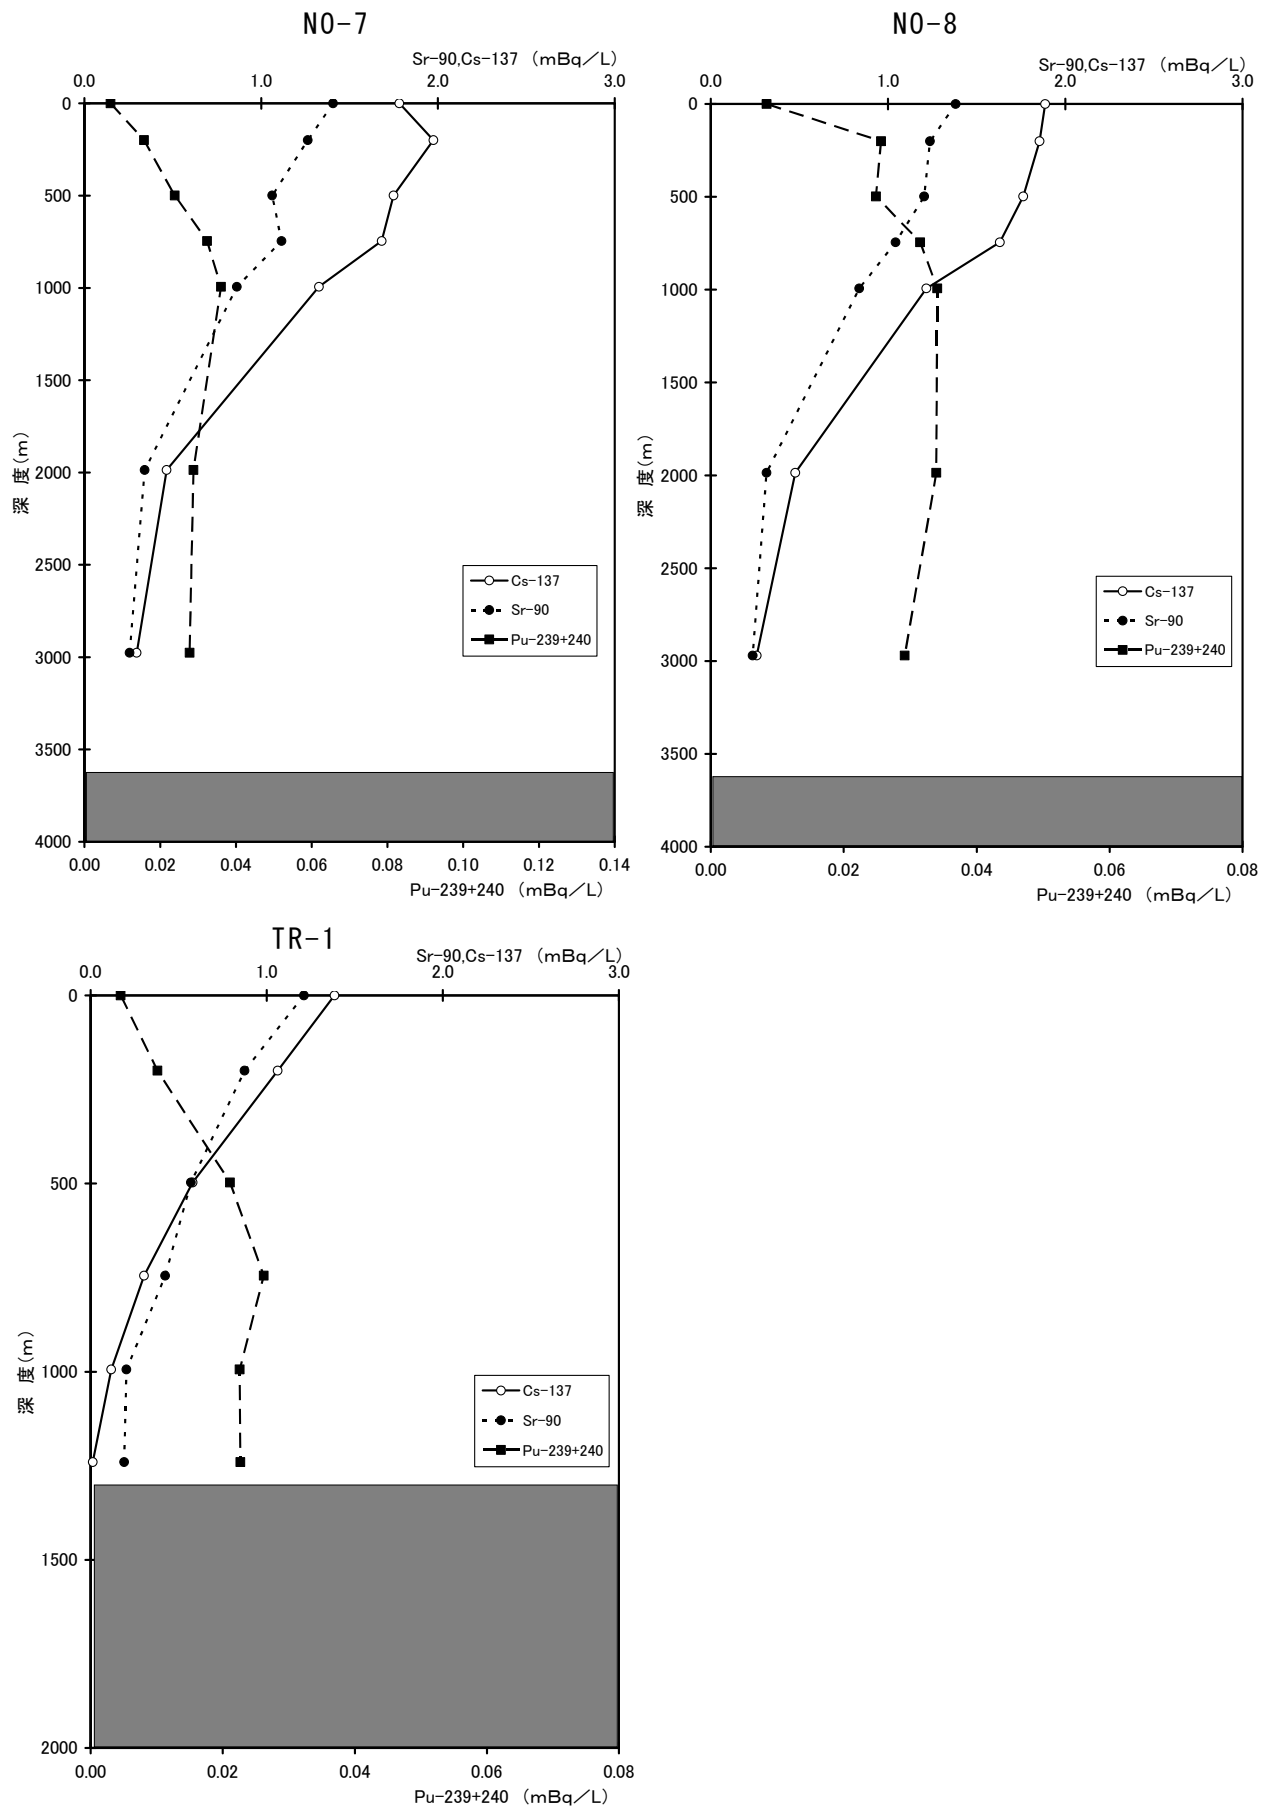 NO-7
Sr-90,Cs-137 (mBq/L)
0.0 1.0 2.0 3.0
0
500
1000
1500
2000
2500
3000
3500
4000
深 度(m)
Cs-137
Sr-90
Pu-239+240
0.00 0.02 0.04 0.06 0.08 0.10 0.12 0.14
Pu-239+240 (mBq/L)
NO-8
Sr-90,Cs-137 (mBq/L)
0.0 1.0 2.0 3.0
0
500
1000
1500
2000
2500
3000
3500
4000
深 度(m)
Cs-137
Sr-90
Pu-239+240
0.00 0.02 0.04 0.06 0.08
Pu-239+240 (mBq/L)
TR-1
Sr-90,Cs-137 (mBq/L)
0.0 1.0 2.0 3.0
0
500
1000
1500
2000
深 度(m)
Cs-137
Sr-90
Pu-239+240
0.00 0.02 0.04 0.06 0.08
Pu-239+240 (mBq/L)